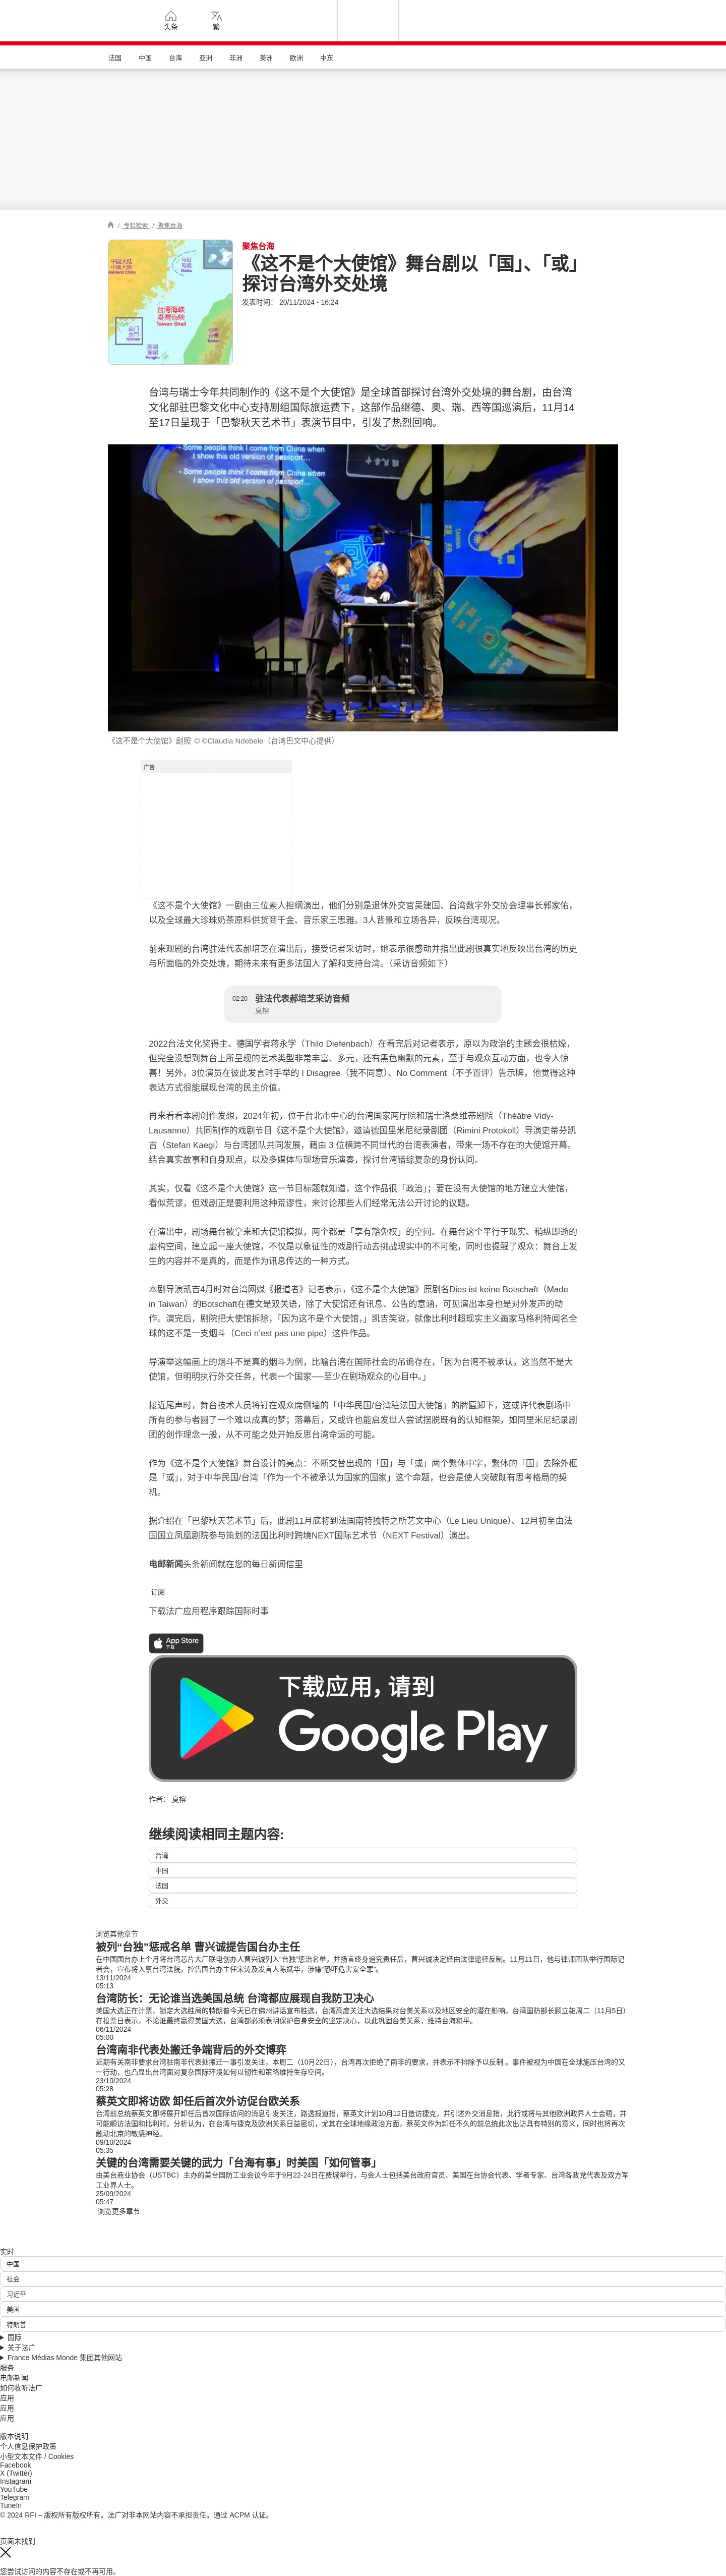 头条
繁
法国
中国
台海
亚洲
非洲
美洲
欧洲
中东
/ 专栏检索 / 聚焦台海
中国大陆
中國大陸
Mainland China
马祖
馬祖
Matsu
台湾海峡
臺灣海峽
Taiwan Strait
金门
金門
Kinmen
台湾
臺灣
Taiwan
澎湖
Penghu
聚焦台海
《这不是个大使馆》舞台剧以「国」、「或」
探讨台湾外交处境
发表时间： 20/11/2024 - 16:24
台湾与瑞士今年共同制作的《这不是个大使馆》是全球首部探讨台湾外交处境的舞台剧，由台湾
文化部驻巴黎文化中心支持剧组国际旅运费下，这部作品继德、奥、瑞、西等国巡演后，11月14
至17日呈现于「巴黎秋天艺术节」表演节目中，引发了热烈回响。
Some people think I come from China when
I show this old version of passport...
I show this old version of passport...
或
TAIWAN
《这不是个大使馆》剧照 © ©Claudia Ndebele（台湾巴文中心提供）
广告
《这不是个大使馆》一剧由三位素人担纲演出，他们分别是退休外交官吴建国、台湾数字外交协会理事长郭家佑，
以及全球最大珍珠奶茶原料供货商千金、音乐家王思雅。3人背景和立场各异，反映台湾现况。
前来观剧的台湾驻法代表郝培芝在演出后，接受记者采访时，她表示很感动并指出此剧很真实地反映出台湾的历史
与所面临的外交处境，期待未来有更多法国人了解和支持台湾。（采访音频如下）
02:20
驻法代表郝培芝采访音频
夏榕
2022台法文化奖得主、德国学者蒋永学（Thilo Diefenbach）在看完后对记者表示，原以为政治的主题会很枯燥，
但完全没想到舞台上所呈现的艺术类型非常丰富、多元，还有黑色幽默的元素，至于与观众互动方面，也令人惊
喜！另外，3位演员在彼此发言时手举的 I Disagree（我不同意）、No Comment（不予置评）告示牌，他觉得这种
表达方式很能展现台湾的民主价值。
再来看看本剧创作发想，2024年初，位于台北市中心的台湾国家两厅院和瑞士洛桑维蒂剧院（Théâtre Vidy-
Lausanne）共同制作的戏剧节目《这不是个大使馆》，邀请德国里米尼纪录剧团（Rimini Protokoll）导演史蒂芬凯
吉（Stefan Kaegi）与台湾团队共同发展，藉由 3 位横跨不同世代的台湾表演者，带来一场不存在的大使馆开幕。
结合真实故事和自身观点，以及多媒体与现场音乐演奏，探讨台湾错综复杂的身份认同。
其实，仅看《这不是个大使馆》这一节目标题就知道，这个作品很「政治」；要在没有大使馆的地方建立大使馆，
看似荒谬，但戏剧正是要利用这种荒谬性，来讨论那些人们经常无法公开讨论的议题。
在演出中，剧场舞台被拿来和大使馆模拟，两个都是「享有豁免权」的空间。在舞台这个平行于现实、稍纵即逝的
虚构空间，建立起一座大使馆，不仅是以象征性的戏剧行动去挑战现实中的不可能，同时也提醒了观众：舞台上发
生的内容并不是真的，而是作为讯息传达的一种方式。
本剧导演凯吉4月时对台湾网媒《报道者》记者表示，《这不是个大使馆》原剧名Dies ist keine Botschaft（Made
in Taiwan）的Botschaft在德文是双关语，除了大使馆还有讯息、公告的意涵，可见演出本身也是对外发声的动
作。演完后，剧院把大使馆拆除，「因为这不是个大使馆，」凯吉笑说，就像比利时超现实主义画家马格利特闻名全
球的这不是一支烟斗（Ceci n'est pas une pipe）这件作品。
导演举这幅画上的烟斗不是真的烟斗为例，比喻台湾在国际社会的吊诡存在，「因为台湾不被承认，这当然不是大
使馆，但明明执行外交任务，代表一个国家──至少在剧场观众的心目中。」
接近尾声时，舞台技术人员将钉在观众席侧墙的「中华民国/台湾驻法国大使馆」的牌匾卸下，这或许代表剧场中
所有的参与者圆了一个难以成真的梦；落幕后，又或许也能启发世人尝试摆脱既有的认知框架，如同里米尼纪录剧
团的创作理念一般，从不可能之处开始反思台湾命运的可能。
作为《这不是个大使馆》舞台设计的亮点：不断交替出现的「国」与「或」两个繁体中字，繁体的「国」去除外框
是「或」，对于中华民国/台湾「作为一个不被承认为国家的国家」这个命题，也会是使人突破既有思考格局的契
机。
据介绍在「巴黎秋天艺术节」后，此剧11月底将到法国南特独特之所艺文中心（Le Lieu Unique）、12月初至由法
国国立凤凰剧院参与策划的法国比利时跨境NEXT国际艺术节（NEXT Festival）演出。
电邮新闻头条新闻就在您的每日新闻信里
订阅
下载法广应用程序跟踪国际时事
App Store
下载
下载应用，请到
Google Play
作者： 夏榕
继续阅读相同主题内容:
台湾
中国
法国
外交
浏览其他章节
被列“台独”惩戒名单 曹兴诚提告国台办主任
在中国国台办上个月将台湾芯片大厂联电创办人曹兴诚列入“台独”惩治名单，并扬言终身追究责任后，曹兴诚决定经由法律途径反制。11月11日，他与律师团队举行国际记
者会，宣布将入禀台湾法院，控告国台办主任宋涛及发言人陈斌华，涉嫌“恐吓危害安全罪”。
13/11/2024
05:13
台湾防长：无论谁当选美国总统 台湾都应展现自我防卫决心
美国大选正在计票，锁定大选胜局的特朗普今天已在佛州讲话宣布胜选，台湾高度关注大选结果对台美关系以及地区安全的潜在影响。台湾国防部长顾立雄周二（11月5日）
在投票日表示，不论谁最终赢得美国大选，台湾都必须表明保护自身安全的坚定决心，以此巩固台美关系，维持台海和平。
06/11/2024
05:00
台湾南非代表处搬迁争端背后的外交博弈
近期有关南非要求台湾驻南非代表处搬迁一事引发关注，本周二（10月22日），台湾再次拒绝了南非的要求，并表示不排除予以反制 。事件被视为中国在全球施压台湾的又
一行动，也凸显出台湾面对复杂国际环境如何以韧性和策略维持生存空间。
23/10/2024
05:28
蔡英文即将访欧 卸任后首次外访促台欧关系
台湾前总统蔡英文即将展开卸任后首次国际访问的消息引发关注，路透报道指，蔡英文计划10月12日造访捷克，并引述外交消息指，此行或将与其他欧洲政界人士会晤，并
可能顺访法国和比利时。分析认为，在台湾与捷克及欧洲关系日益密切，尤其在全球地缘政治方面，蔡英文作为卸任不久的前总统此次出访具有特别的意义，同时也将再次
触动北京的敏感神经。
09/10/2024
05:35
关键的台湾需要关键的武力「台海有事」时美国「如何管事」
由美台商业协会（USTBC）主办的美台国防工业会议今年于9月22-24日在费城举行，与会人士包括美台政府官员、美国在台协会代表、学者专家、台湾各政党代表及双方军
工业界人士。
25/09/2024
05:47
浏览更多章节
实时
中国
社会
习近平
美国
特朗普
国际
关于法广
France Médias Monde 集团其他网站
服务
电邮新闻
如何收听法广
应用
应用
应用
版本说明
个人信息保护政策
小型文本文件 / Cookies
Facebook
X (Twitter)
Instagram
YouTube
Telegram
TuneIn
© 2024 RFI – 版权所有版权所有。法广对非本网站内容不承担责任。通过 ACPM 认证。
页面未找到
您尝试访问的内容不存在或不再可用。